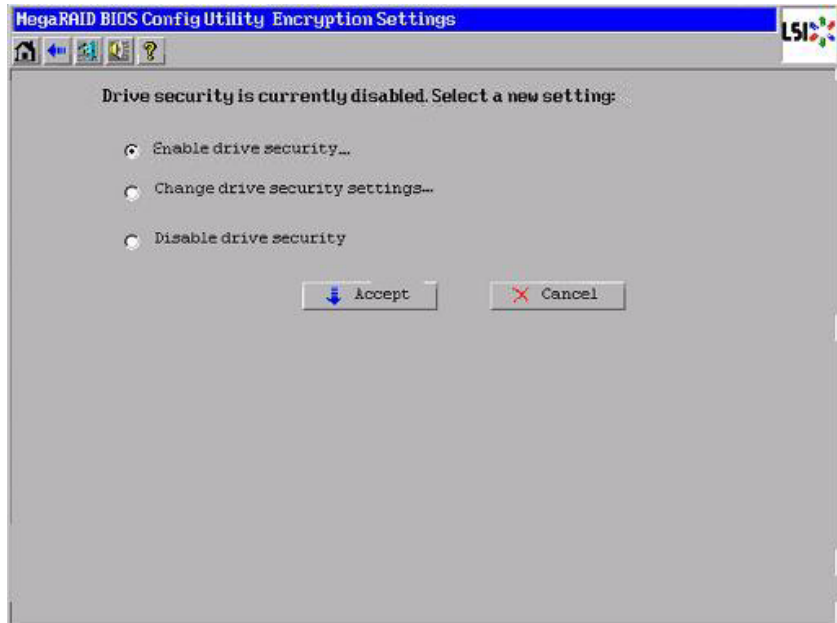 MegaRAID BIOS Config Utility Encryption Settings
LSI
?
Drive security is currently disabled. Select a new setting:
Enable drive security...
Change drive security settings...
Disable drive security
Accept
Cancel